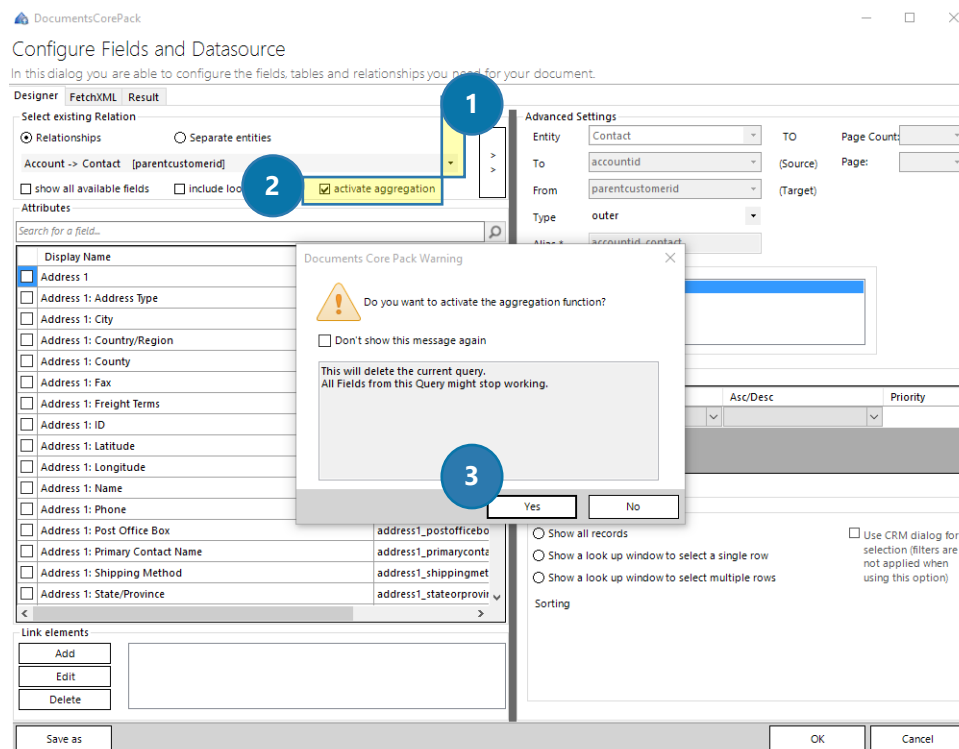 DocumentsCorePack
Configure Fields and Datasource
In this dialog you are able to configure the fields, tables and relationships you need for your document.
Designer FetchXML Result
1
Select existing Relation
Relationships Separate entities
Account -> Contact [parentcustomerid]
>
>
2
show all available fields include loo activate aggregation
Attributes
Search for a field...
Display Name
Address 1
Address 1: Address Type
Address 1: City
Address 1: Country/Region
Address 1: County
Address 1: Fax
Address 1: Freight Terms
Address 1: ID
Address 1: Latitude
Address 1: Longitude
Address 1: Name
Address 1: Phone
Address 1: Post Office Box address1_postofficebo
Address 1: Primary Contact Name address1_primaryconta
Address 1: Shipping Method address1_shippingmet
Address 1: State/Province address1_stateorprovin
Link elements
Add
Edit
Delete
Save as
Advanced Settings
Entity Contact TO Page Count:
To accountid (Source) Page:
From parentcustomerid (Target)
Type outer
Alias * accountid_contact
Documents Core Pack Warning
Do you want to activate the aggregation function?
Don't show this message again
This will delete the current query.
All Fields from this Query might stop working.
3
Yes No
Asc/Desc Priority
Show all records
Show a look up window to select a single row
Show a look up window to select multiple rows
Sorting
Use CRM dialog for
selection (filters are
not applied when
using this option)
OK Cancel